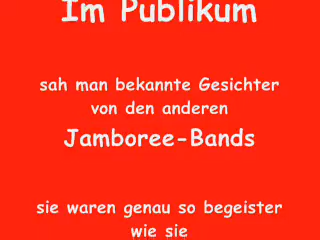 Im Publikum
sah man bekannte Gesichter
von den anderen
Jamboree-Bands
sie waren genau so begeister
wie sie